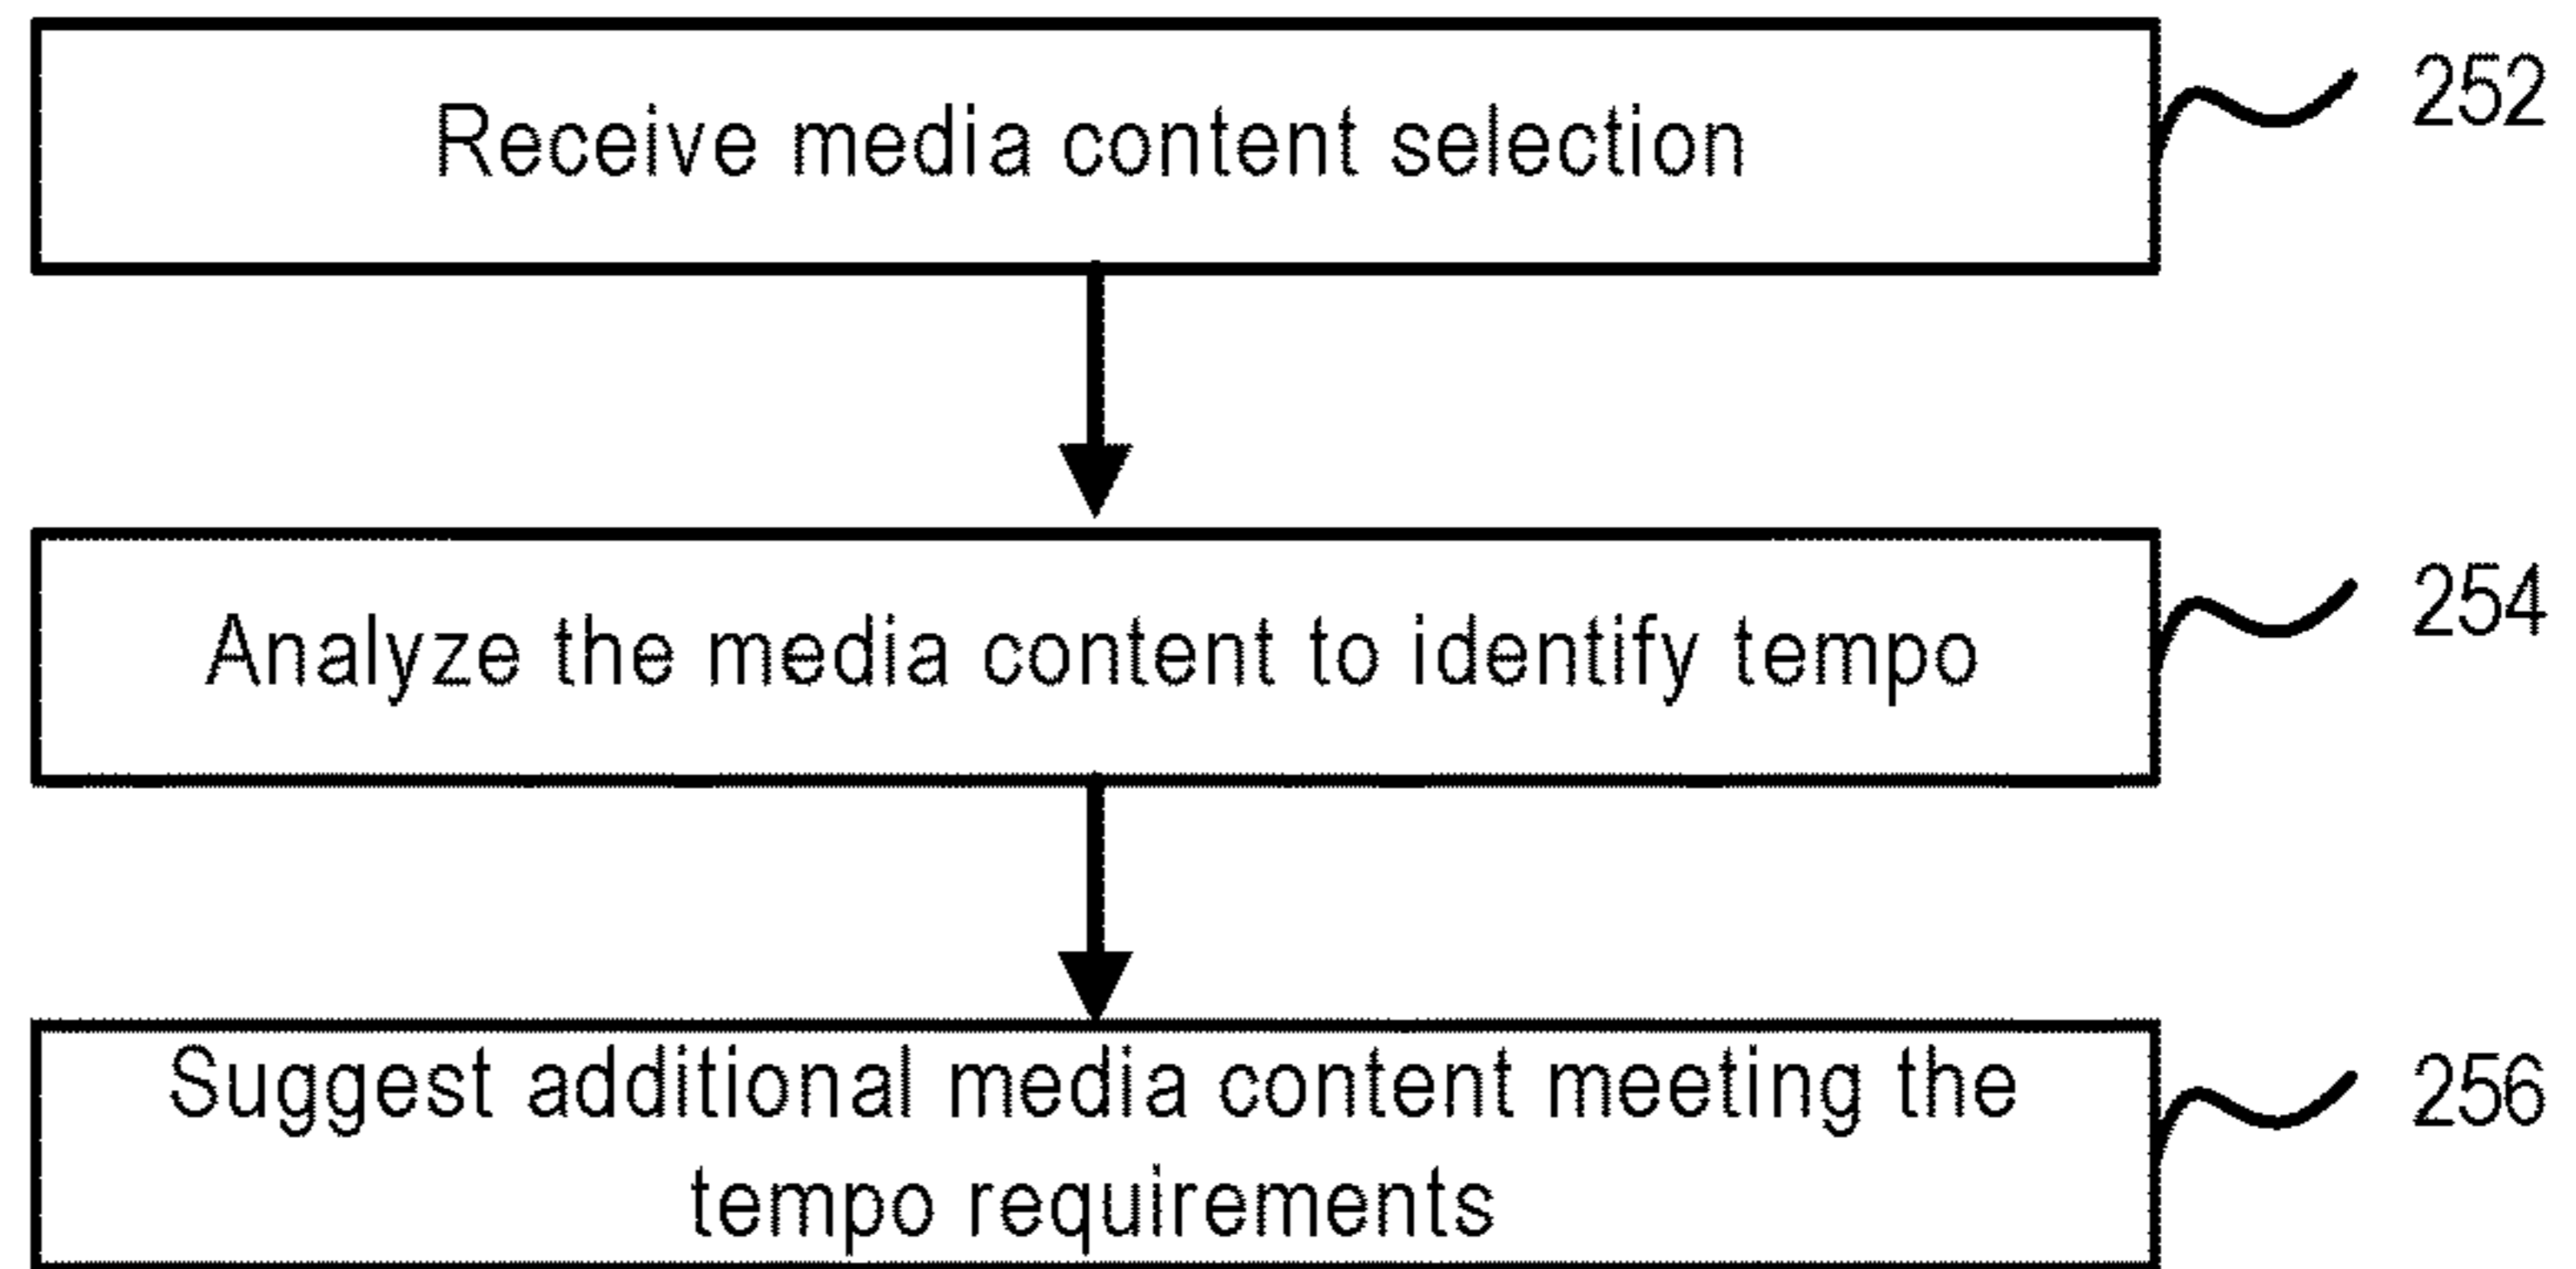 Receive media content selection
252
Analyze the media content to identify tempo
254
Suggest additional media content meeting the
tempo requirements
256